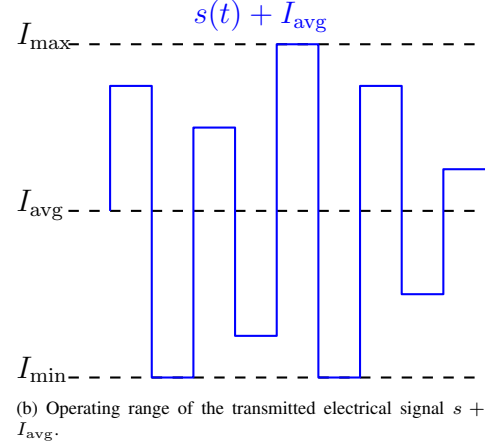 s(t) + I_avg
I_max
I_avg
I_min
(b) Operating range of the transmitted electrical signal s +
I_avg.